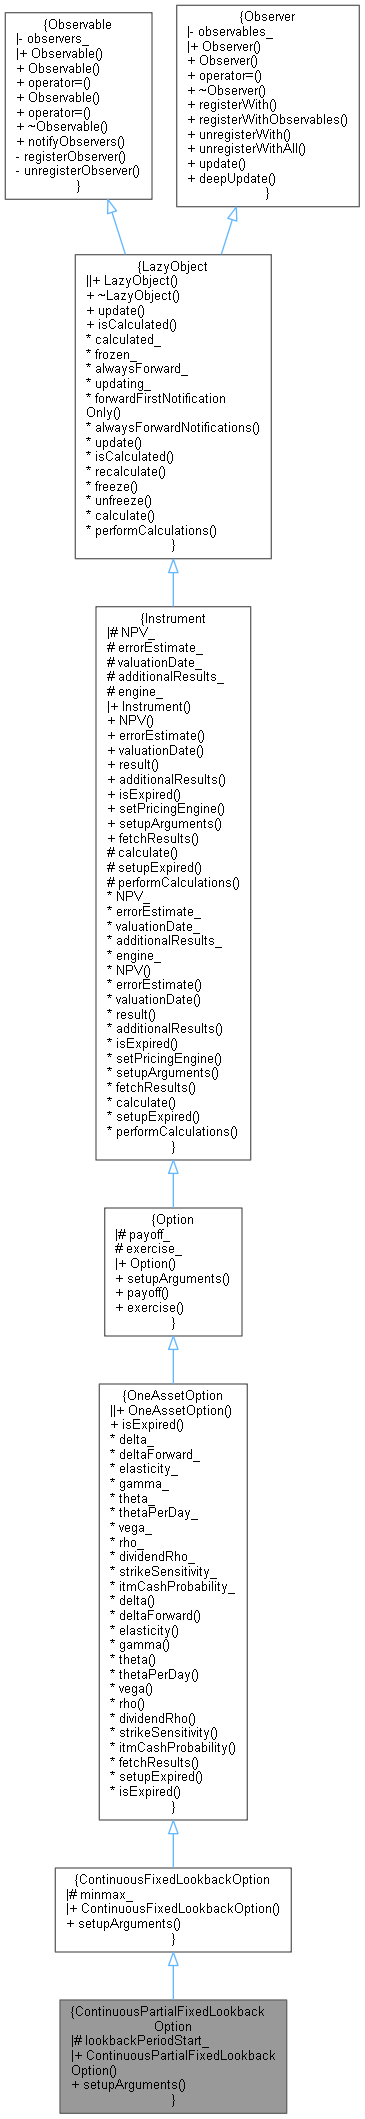 {Observable
|- observers_
|+ Observable()
+ Observable()
+ operator=()
+ Observable()
+ operator=()
+ ~Observable()
+ notifyObservers()
- registerObserver()
- unregisterObserver()
}
{Observer
|- observables_
|+ Observer()
+ Observer()
+ operator=()
+ ~Observer()
+ registerWith()
+ registerWithObservables()
+ unregisterWith()
+ unregisterWithAll()
+ update()
+ deepUpdate()
}
{LazyObject
||+ LazyObject()
+ ~LazyObject()
+ update()
+ isCalculated()
* calculated_
* frozen_
* alwaysForward_
* updating_
* forwardFirstNotification
Only()
* alwaysForwardNotifications()
* update()
* isCalculated()
* recalculate()
* freeze()
* unfreeze()
* calculate()
* performCalculations()
}
{Instrument
|# NPV_
# errorEstimate_
# valuationDate_
# additionalResults_
# engine_
|+ Instrument()
+ NPV()
+ errorEstimate()
+ valuationDate()
+ result()
+ additionalResults()
+ isExpired()
+ setPricingEngine()
+ setupArguments()
+ fetchResults()
# calculate()
# setupExpired()
# performCalculations()
* NPV_
* errorEstimate_
* valuationDate_
* additionalResults_
* engine_
* NPV()
* errorEstimate()
* valuationDate()
* result()
* additionalResults()
* isExpired()
* setPricingEngine()
* setupArguments()
* fetchResults()
* calculate()
* setupExpired()
* performCalculations()
}
{Option
|# payoff_
# exercise_
|+ Option()
+ setupArguments()
+ payoff()
+ exercise()
}
{OneAssetOption
||+ OneAssetOption()
+ isExpired()
* delta_
* deltaForward_
* elasticity_
* gamma_
* theta_
* thetaPerDay_
* vega_
* rho_
* dividendRho_
* strikeSensitivity_
* itmCashProbability_
* delta()
* deltaForward()
* elasticity()
* gamma()
* theta()
* thetaPerDay()
* vega()
* rho()
* dividendRho()
* strikeSensitivity()
* itmCashProbability()
* fetchResults()
* setupExpired()
* isExpired()
}
{ContinuousFixedLookbackOption
|# minmax_
|+ ContinuousFixedLookbackOption()
+ setupArguments()
}
{ContinuousPartialFixedLookback
Option
|# lookbackPeriodStart_
|+ ContinuousPartialFixedLookback
Option()
+ setupArguments()
}